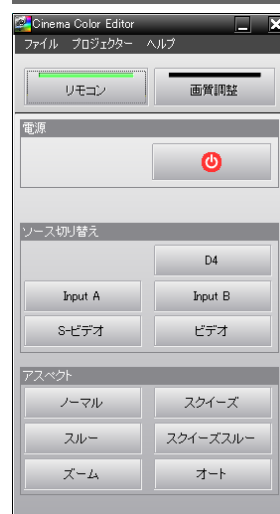 Cinema Color Editor
ファイル プロジェクター ヘルプ
リモコン 画質調整
電源
ソース切り替え
D4
Input A Input B
S-ビデオ ビデオ
アスペクト
ノーマル スクイーズ
スルー スクイーズスルー
ズーム オート